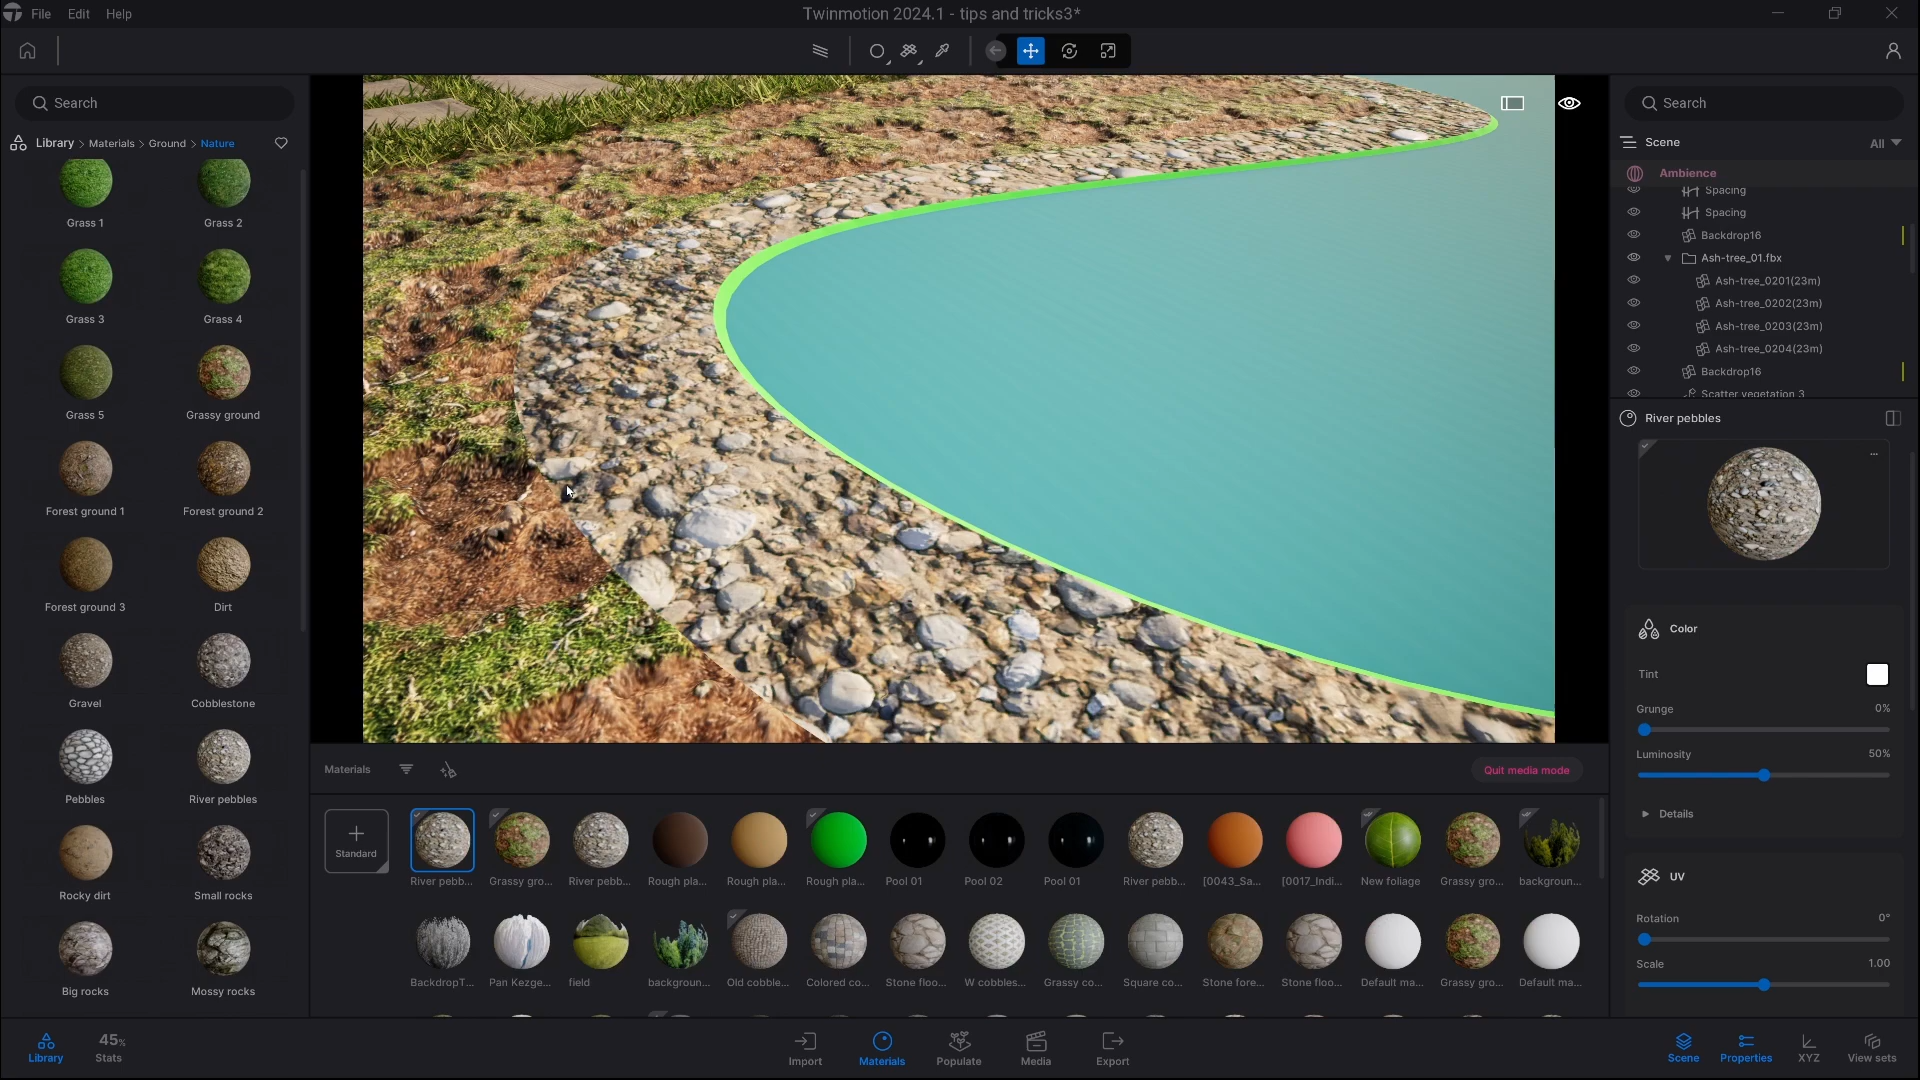 File Edit Help
Twinmotion 2024.1 - tips and tricks3*
Search
Library > Materials > Ground > Nature
Grass 1
Grass 2
Grass 3
Grass 4
Grass 5
Grassy ground
Forest ground 1
Forest ground 2
Forest ground 3
Dirt
Gravel
Cobblestone
Pebbles
River pebbles
Rocky dirt
Small rocks
Big rocks
Mossy rocks
Search
Scene
All
Ambience
Spacing
Spacing
Backdrop16
Ash-tree_01.fbx
Ash-tree_0201(23m)
Ash-tree_0202(23m)
Ash-tree_0203(23m)
Ash-tree_0204(23m)
Backdrop16
Scatter vegetation 3
River pebbles
...
Color
Tint
Grunge 0%
Luminosity 50%
Details
UV
Rotation 0°
Scale 1.00
Materials
Quit media mode
Standard
River pebb...
Grassy gro...
River pebb...
Rough pla...
Rough pla...
Rough pla...
Pool 01
Pool 02
Pool 01
River pebb...
[0043_Sa...
[0017_Indi...
New foliage
Grassy gro...
backgroun...
BackdropT...
Pan Kezge...
field
backgroun...
Old cobble...
Colored co...
Stone floo...
W cobbles...
Grassy co...
Square co...
Stone fore...
Stone floo...
Default ma...
Grassy gro...
Default ma...
Library
45%
Stats
Import
Materials
Populate
Media
Export
Scene
Properties
XYZ
View sets